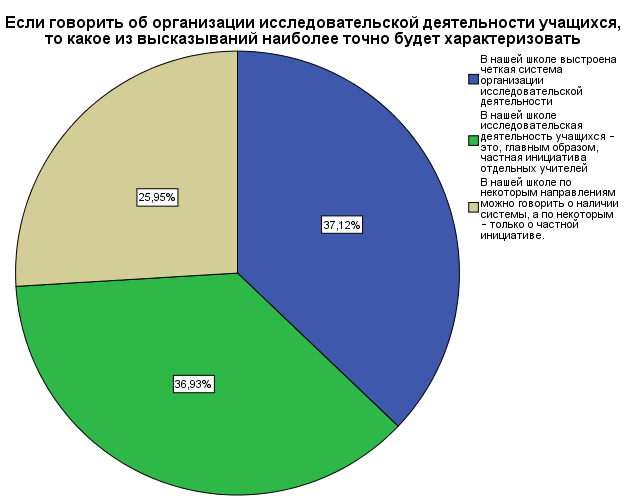 Если говорить об организации исследовательской деятельности учащихся,
то какое из высказываний наиболее точно будет характеризовать
В нашей школе выстроена
четкая система
организации
исследовательской
деятельности
В нашей школе
исследовательская
деятельность учащихся -
это, главным образом,
частная инициатива
отдельных учителей
В нашей школе по
некоторым направлениям
можно говорить о наличии
системы, а по некоторым
- только о частной
инициативе.
25,95%
37,12%
36,93%